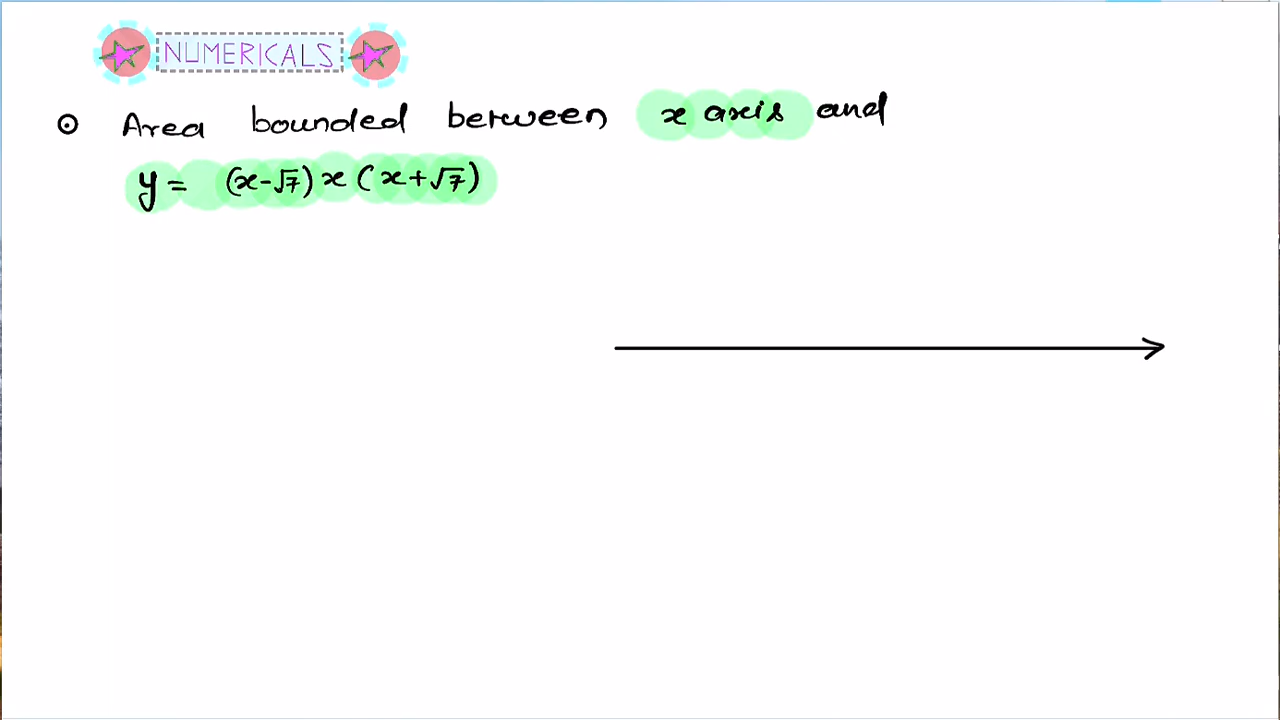 NUMERICALS
Area bounded between x axis and
y = (x-√7) x (x+√7)